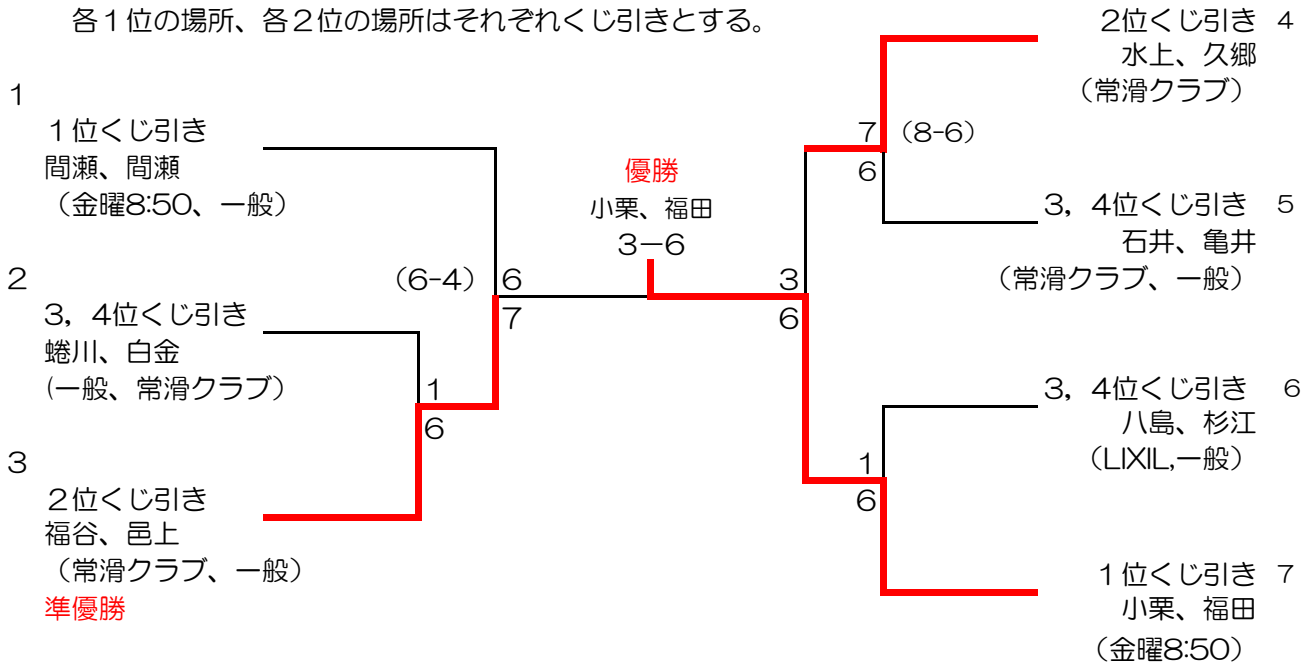 各１位の場所、各２位の場所はそれぞれくじ引きとする。
1
１位くじ引き
間瀬、間瀬
（金曜8:50、一般）
2
3，4位くじ引き
蜷川、白金
(一般、常滑クラブ）
1
6
3
２位くじ引き
福谷、邑上
（常滑クラブ、一般）
準優勝
（6-4）
6
7
優勝
小栗、福田
３－６
2位くじ引き 4
水上、久郷
（常滑クラブ）
7（8-6）
6
3，4位くじ引き 5
石井、亀井
（常滑クラブ、一般）
3
6
3，4位くじ引き 6
八島、杉江
（LIXIL,一般）
1
6
１位くじ引き 7
小栗、福田
（金曜8:50）